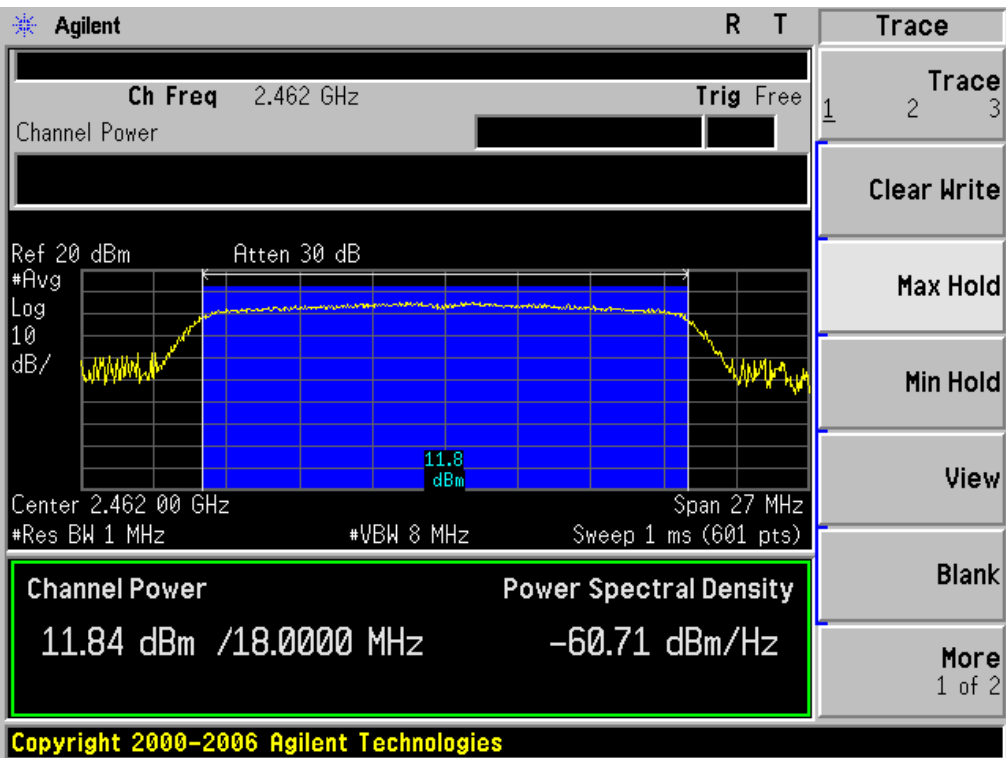 Agilent R T Trace
Ch Freq 2.462 GHz Trig Free
Trace
1 2 3
Channel Power
Clear Write
Ref 20 dBm Atten 30 dB
#Avg
Max Hold
Log
10
dB/
Min Hold
11.8
dBm
View
Center 2.462 00 GHz Span 27 MHz
#Res BW 1 MHz #VBW 8 MHz Sweep 1 ms (601 pts)
Blank
Channel Power Power Spectral Density
11.84 dBm /18.0000 MHz -60.71 dBm/Hz
More
1 of 2
Copyright 2000-2006 Agilent Technologies